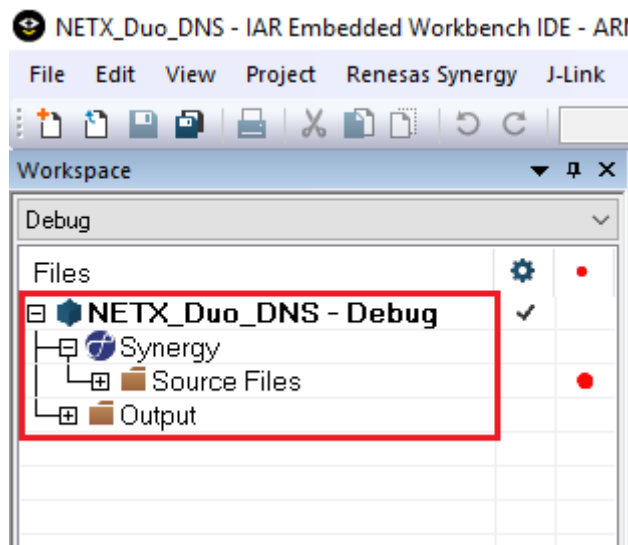 NETX_Duo_DNS - IAR Embedded Workbench IDE - AR
File Edit View Project Renesas Synergy J-Link
Workspace
Debug
Files
NETX_Duo_DNS - Debug
Synergy
Source Files
Output